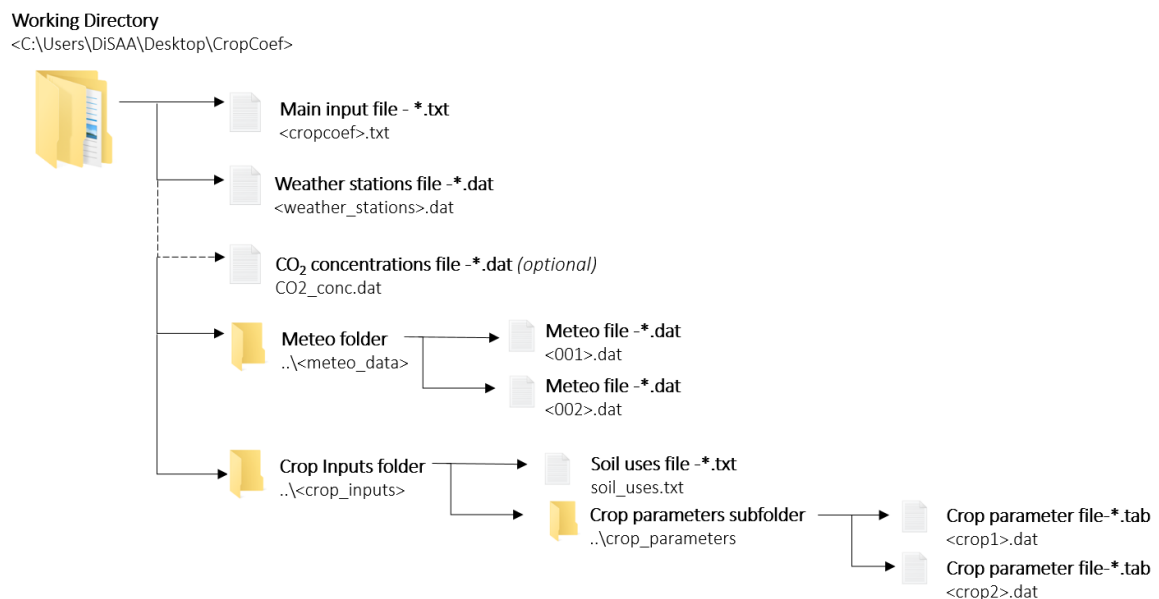 Working Directory
<C:\Users\DiSAA\Desktop\CropCoef>
Main input file - *.txt
<cropcoef>.txt
Weather stations file -*.dat
<weather_stations>.dat
CO2 concentrations file -*.dat (optional)
CO2_conc.dat
Meteo folder
..\<meteo_data>
Meteo file -*.dat
<001>.dat
Meteo file -*.dat
<002>.dat
Crop Inputs folder
..\<crop_inputs>
Soil uses file -*.txt
soil_uses.txt
Crop parameters subfolder
..\crop_parameters
Crop parameter file-*.tab
<crop1>.dat
Crop parameter file-*.tab
<crop2>.dat